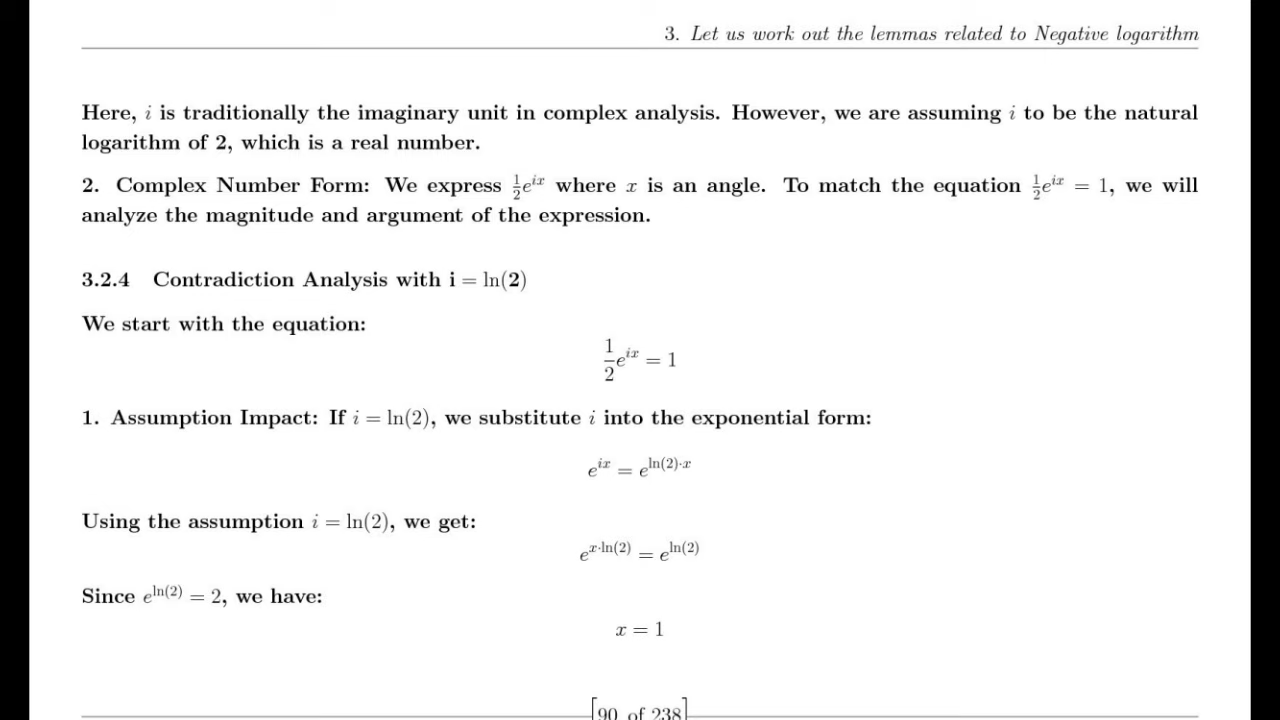 3. Let us work out the lemmas related to Negative logarithm
Here, i is traditionally the imaginary unit in complex analysis. However, we are assuming i to be the natural
logarithm of 2, which is a real number.
2. Complex Number Form: We express ½e^{ix} where x is an angle. To match the equation ½e^{ix} = 1, we will
analyze the magnitude and argument of the expression.
3.2.4 Contradiction Analysis with i = ln(2)
We start with the equation:
½e^{ix} = 1
1. Assumption Impact: If i = ln(2), we substitute i into the exponential form:
e^{ix} = e^{ln(2)·x}
Using the assumption i = ln(2), we get:
e^{x·ln(2)} = e^{ln(2)}
Since e^{ln(2)} = 2, we have:
x = 1
[90 of 238]